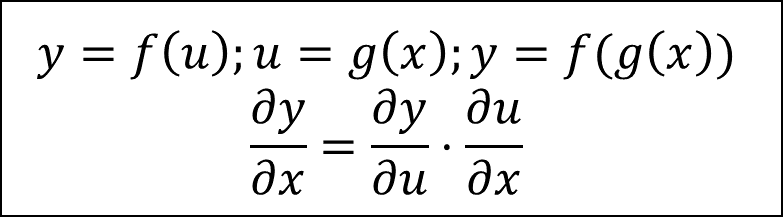 y = f(u); u = g(x); y = f(g(x))
∂y/∂x = ∂y/∂u · ∂u/∂x